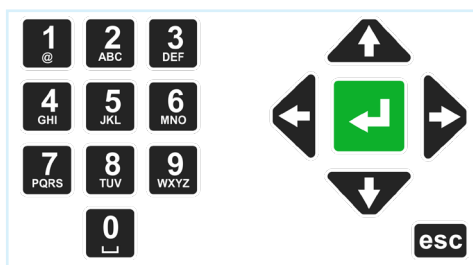 1 2 3
@ ABC DEF
4 5 6
GHI JKL MNO
7 8 9
PQRS TUV WXYZ
0
esc